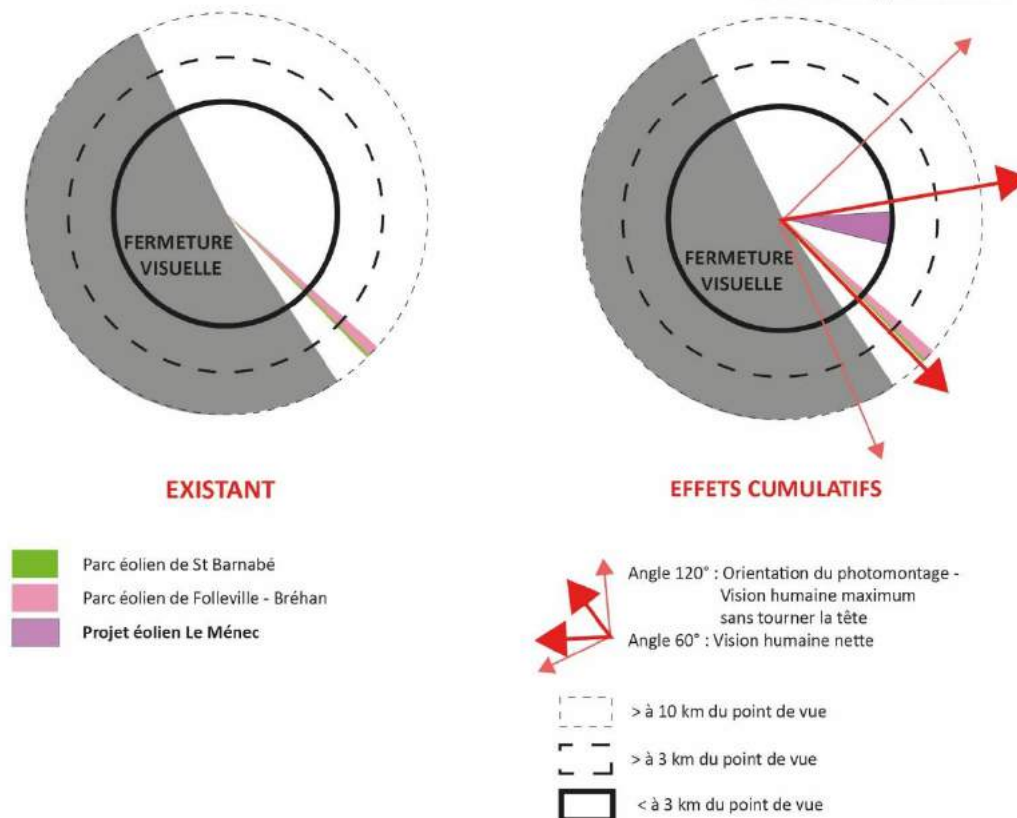 FERMETURE
VISUELLE
FERMETURE
VISUELLE
EXISTANT
EFFETS CUMULATIFS
Parc éolien de St Barnabé
Parc éolien de Folleville - Bréhan
Projet éolien Le Ménec
Angle 120° : Orientation du photomontage -
Vision humaine maximum
sans tourner la tête
Angle 60° : Vision humaine nette
> à 10 km du point de vue
> à 3 km du point de vue
< à 3 km du point de vue